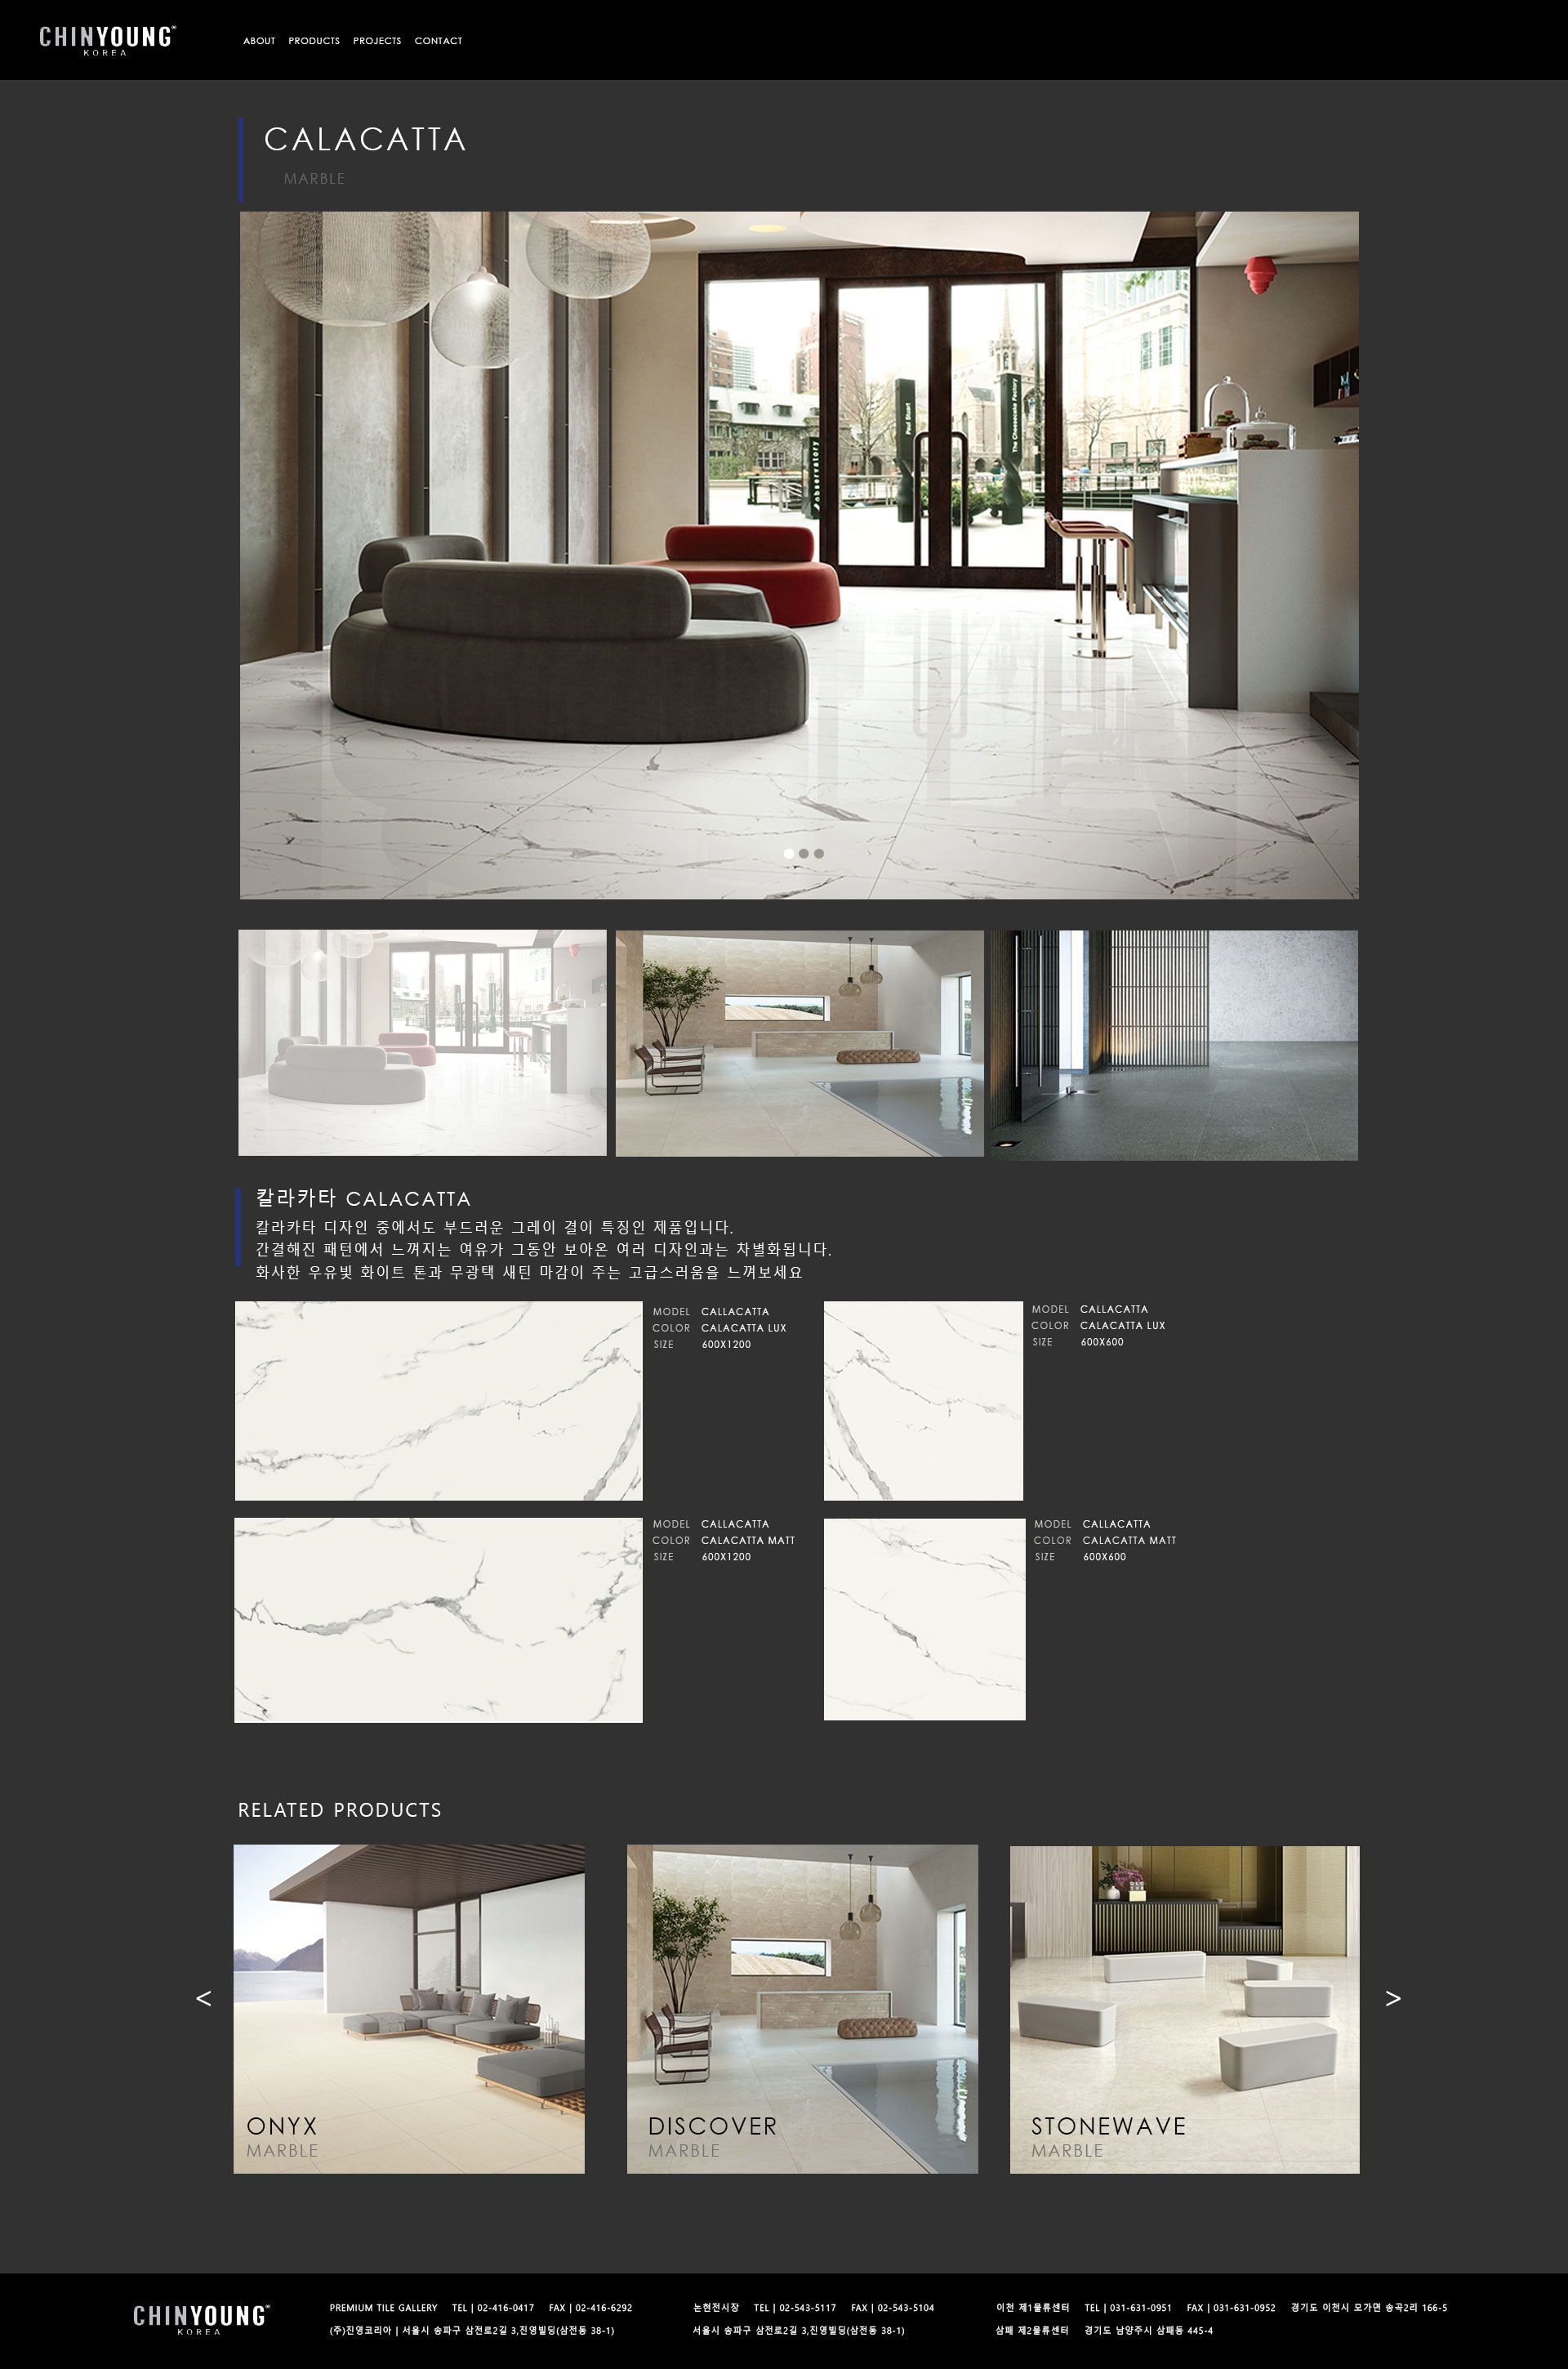 CHINYOUNG®
KOREA
ABOUT PRODUCTS PROJECTS CONTACT
CALACATTA
MARBLE
observatory
Paul Stuart
The Cheesecake Factory
칼라카타 CALACATTA
칼라카타 디자인 중에서도 부드러운 그레이 결이 특징인 제품입니다.
간결해진 패턴에서 느껴지는 여유가 그동안 보아온 여러 디자인과는 차별화됩니다.
화사한 우유빛 화이트 톤과 무광택 새틴 마감이 주는 고급스러움을 느껴보세요
MODEL CALLACATTA
COLOR CALACATTA LUX
SIZE 600X1200
MODEL CALLACATTA
COLOR CALACATTA LUX
SIZE 600X600
MODEL CALLACATTA
COLOR CALACATTA MATT
SIZE 600X1200
MODEL CALLACATTA
COLOR CALACATTA MATT
SIZE 600X600
RELATED PRODUCTS
<
>
ONYX
MARBLE
DISCOVER
MARBLE
STONEWAVE
MARBLE
CHINYOUNG®
KOREA
PREMIUM TILE GALLERY TEL | 02-416-0417 FAX | 02-416-6292
(주)진영코리아 | 서울시 송파구 삼전로2길 3,진영빌딩(삼전동 38-1)
논현전시장 TEL | 02-543-5117 FAX | 02-543-5104
서울시 송파구 삼전로2길 3,진영빌딩(삼전동 38-1)
이천 제1물류센터 TEL | 031-631-0951 FAX | 031-631-0952 경기도 이천시 모가면 송곡2리 166-5
삼패 제2물류센터 경기도 남양주시 삼패동 445-4